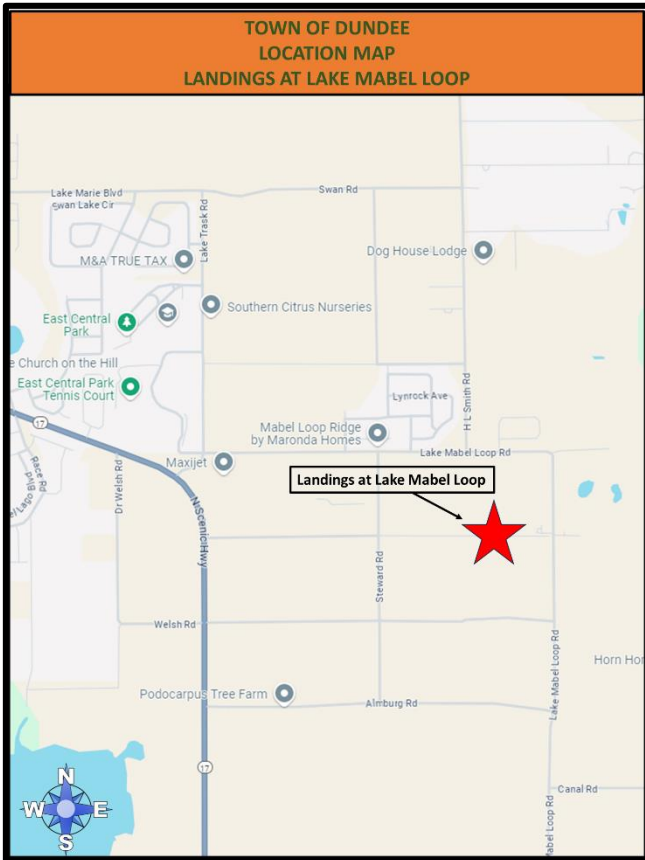 TOWN OF DUNDEE
LOCATION MAP
LANDINGS AT LAKE MABEL LOOP
Lake Marie Blvd
Swan Lake Cir
Swan Rd
Lake Trask Rd
M&A TRUE TAX
Dog House Lodge
Southern Citrus Nurseries
East Central
Park
e Church on the Hill
East Central Park
Tennis Court
Lynrock Ave
H L Smith Rd
Mabel Loop Ridge
by Maronda Homes
17
Lake Mabel Loop Rd
Maxijet
Race Rd
Lago Blvd
Dr Welsh Rd
N Scenic Hwy
Landings at Lake Mabel Loop
Steward Rd
Welsh Rd
Lake Mabel Loop Rd
Horn Hor
Podocarpus Tree Farm
Almburg Rd
17
Canal Rd
Mabel Loop Rd
N
W
E
S